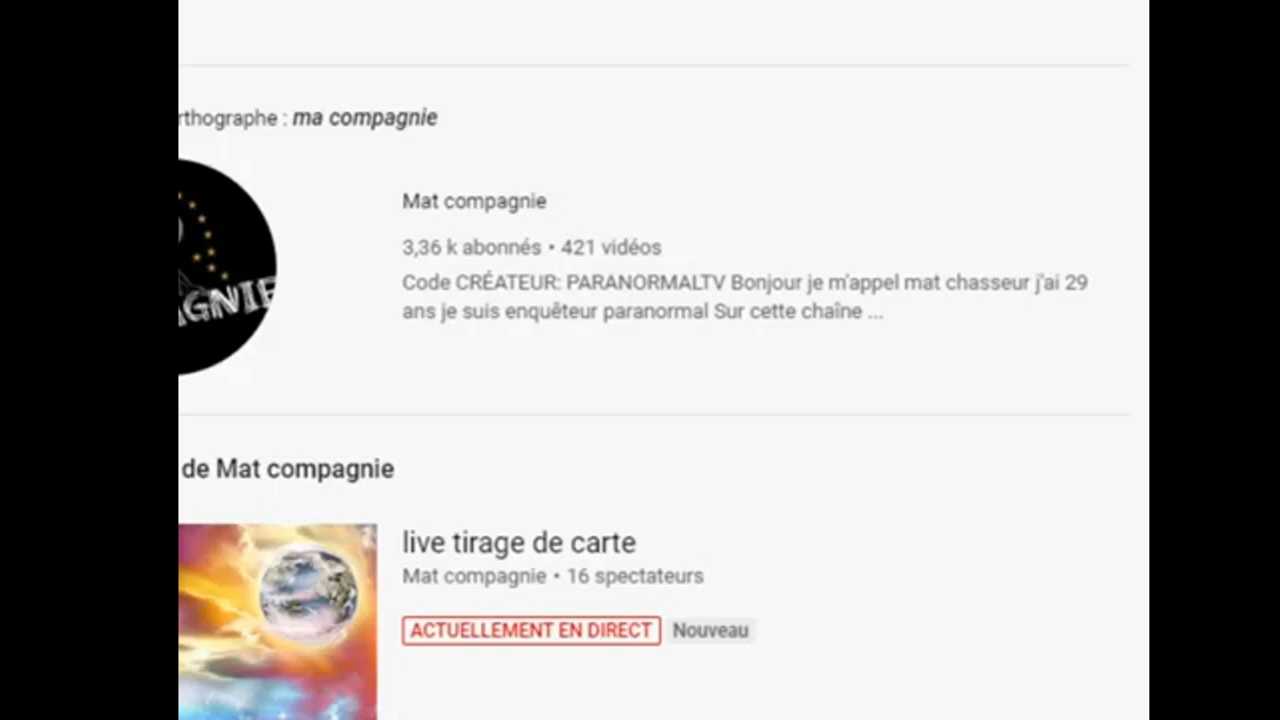 rthographe : ma compagnie
Mat compagnie
3,36 k abonnés • 421 vidéos
Code CRÉATEUR: PARANORMALTV Bonjour je m'appel mat chasseur j'ai 29
ans je suis enquêteur paranormal Sur cette chaîne ...
AGNIE
de Mat compagnie
live tirage de carte
Mat compagnie • 16 spectateurs
ACTUELLEMENT EN DIRECT Nouveau